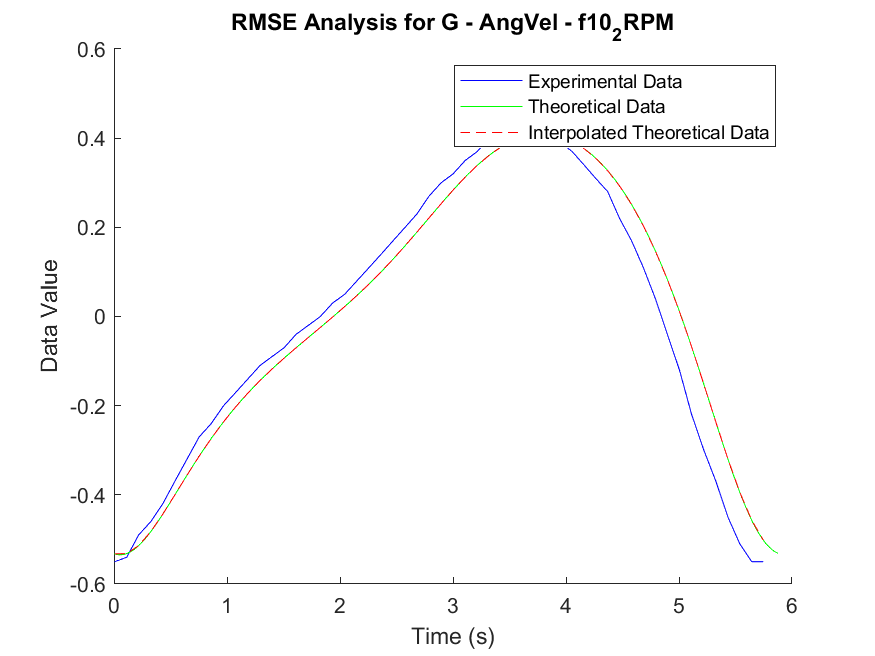 RMSE Analysis for G - AngVel - f10₂RPM
Experimental Data
Theoretical Data
Interpolated Theoretical Data
0.6
0.4
0.2
0
-0.2
-0.4
-0.6
Data Value
0 1 2 3 4 5 6
Time (s)